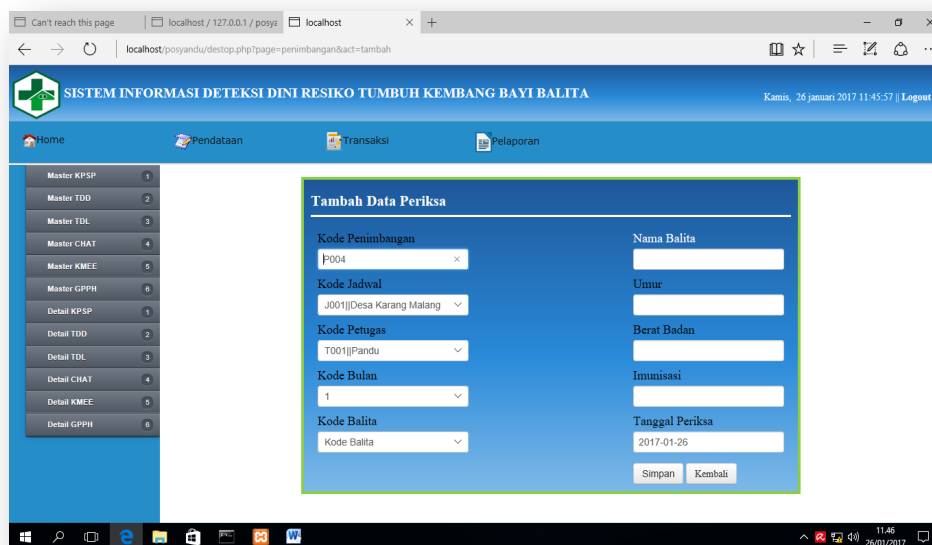 Can't reach this page
localhost / 127.0.0.1 / posya
localhost
localhost/posyandu/destop.php?page=penimbangan&act=tambah
SISTEM INFORMASI DETEKSI DINI RESIKO TUMBUH KEMBANG BAYI BALITA
Kamis, 26 januari 2017 11:45:57 || Logout
Home
Pendataan
Transaksi
Pelaporan
Master KPSP 1
Master TDD 2
Master TDL 3
Master CHAT 4
Master KMEE 5
Master GPPH 6
Detail KPSP 1
Detail TDD 2
Detail TDL 3
Detail CHAT 4
Detail KMEE 5
Detail GPPH 6
Tambah Data Periksa
Kode Penimbangan
P004
Kode Jadwal
J001||Desa Karang Malang
Kode Petugas
T001||Pandu
Kode Bulan
1
Kode Balita
Kode Balita
Nama Balita
Umur
Berat Badan
Imunisasi
Tanggal Periksa
2017-01-26
Simpan
Kembali
11.46
26/01/2017